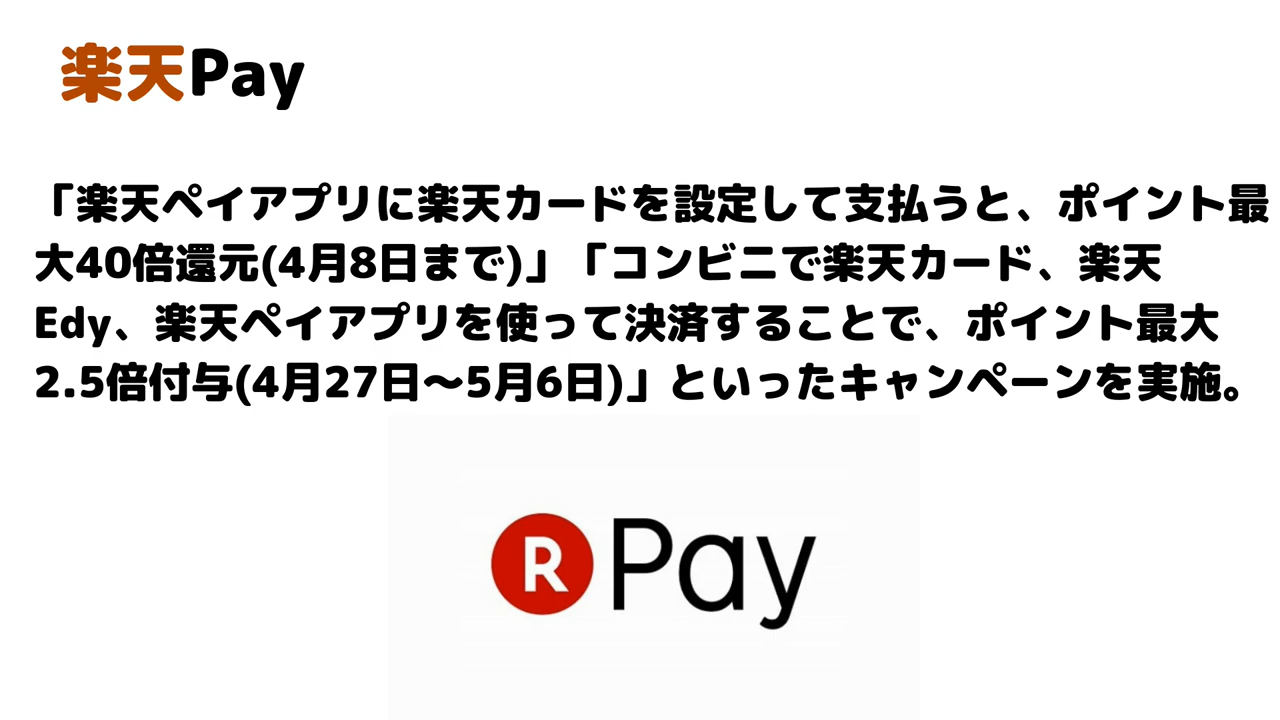 楽天Pay
「楽天ペイアプリに楽天カードを設定して支払うと、ポイント最
大40倍還元(4月8日まで)」「コンビニで楽天カード、楽天
Edy、楽天ペイアプリを使って決済することで、ポイント最大
2.5倍付与(4月27日〜5月6日)」といったキャンペーンを実施。
R Pay